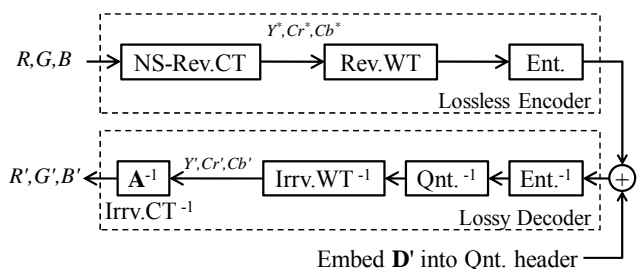 Y*,Cr*,Cb*
R,G,B NS-Rev.CT Rev.WT Ent.
Lossless Encoder
Y',Cr',Cb'
R',G',B' A-1 Irrv.WT -1 Qnt. -1 Ent.-1 +
Irrv.CT -1
Lossy Decoder
Embed D' into Qnt. header